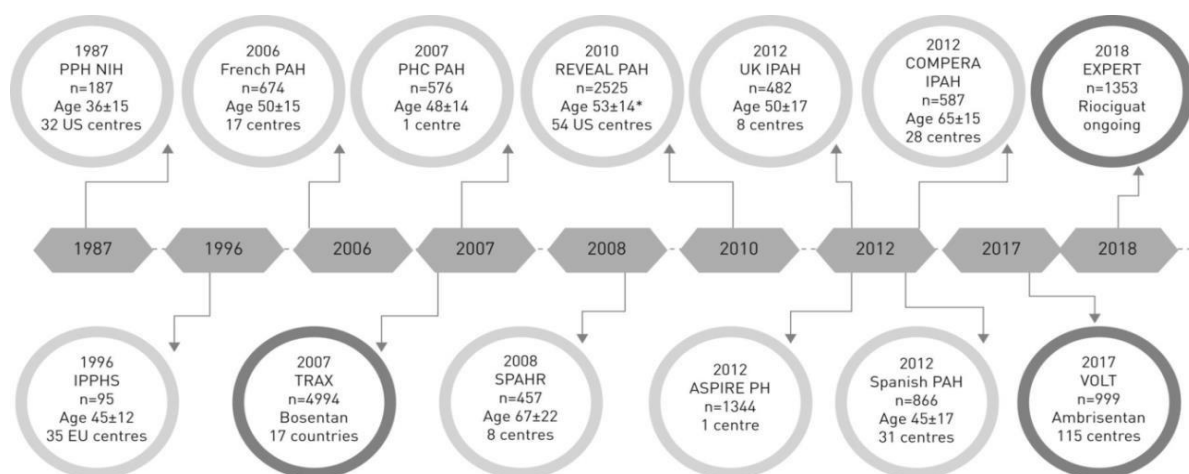 1987
PPH NIH
n=187
Age 36±15
32 US centres
2006
French PAH
n=674
Age 50±15
17 centres
2007
PHC PAH
n=576
Age 48±14
1 centre
2010
REVEAL PAH
n=2525
Age 53±14*
54 US centres
2012
UK IPAH
n=482
Age 50±17
8 centres
2012
COMPERA
IPAH
n=587
Age 65±15
28 centres
2018
EXPERT
n=1353
Riociguat
ongoing
1987
1996
2006
2007
2008
2010
2012
2017
2018
1996
IPPHS
n=95
Age 45±12
35 EU centres
2007
TRAX
n=4994
Bosentan
17 countries
2008
SPAHR
n=457
Age 67±22
8 centres
2012
ASPIRE PH
n=1344
1 centre
2012
Spanish PAH
n=866
Age 45±17
31 centres
2017
VOLT
n=999
Ambrisentan
115 centres